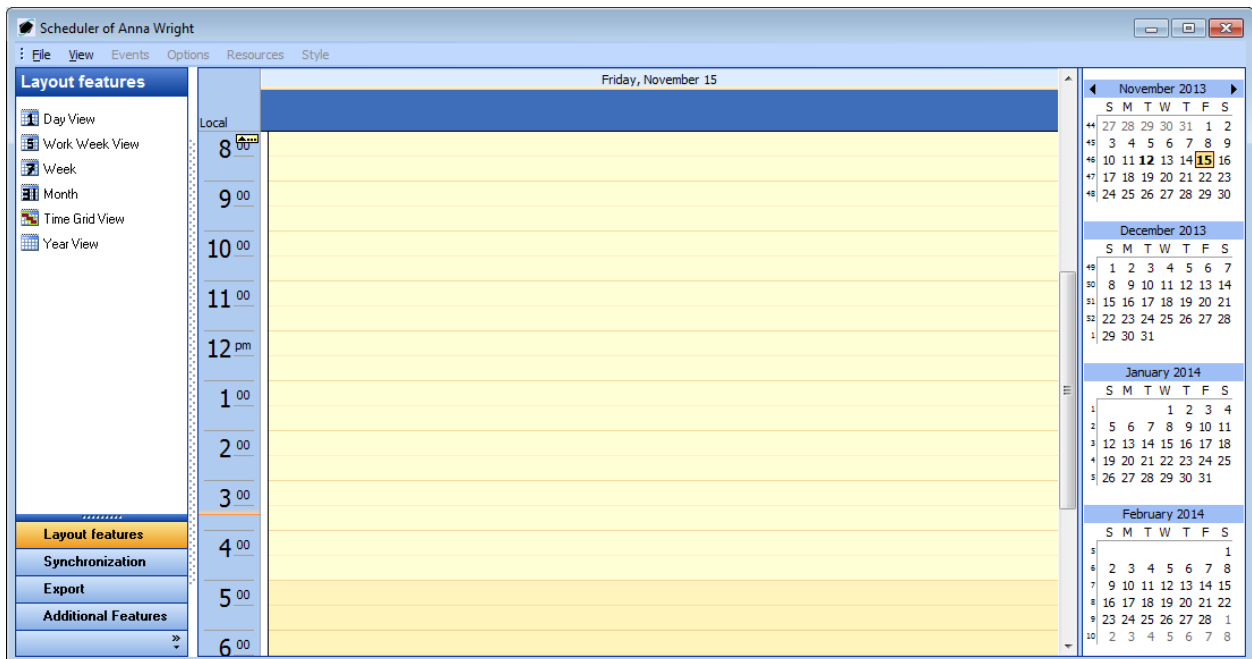 Scheduler of Anna Wright
File View Events Options Resources Style
Layout features
Day View
Work Week View
Week
Month
Time Grid View
Year View
Layout features
Synchronization
Export
Additional Features
Friday, November 15
Local
8 00
9 00
10 00
11 00
12 pm
1 00
2 00
3 00
4 00
5 00
6 00
November 2013
S M T W T F S
44 27 28 29 30 31 1 2
45 3 4 5 6 7 8 9
46 10 11 12 13 14 15 16
47 17 18 19 20 21 22 23
48 24 25 26 27 28 29 30
December 2013
S M T W T F S
49 1 2 3 4 5 6 7
50 8 9 10 11 12 13 14
51 15 16 17 18 19 20 21
52 22 23 24 25 26 27 28
1 29 30 31
January 2014
S M T W T F S
1 1 2 3 4
2 5 6 7 8 9 10 11
3 12 13 14 15 16 17 18
4 19 20 21 22 23 24 25
5 26 27 28 29 30 31
February 2014
S M T W T F S
5 1
6 2 3 4 5 6 7 8
7 9 10 11 12 13 14 15
8 16 17 18 19 20 21 22
9 23 24 25 26 27 28 1
10 2 3 4 5 6 7 8